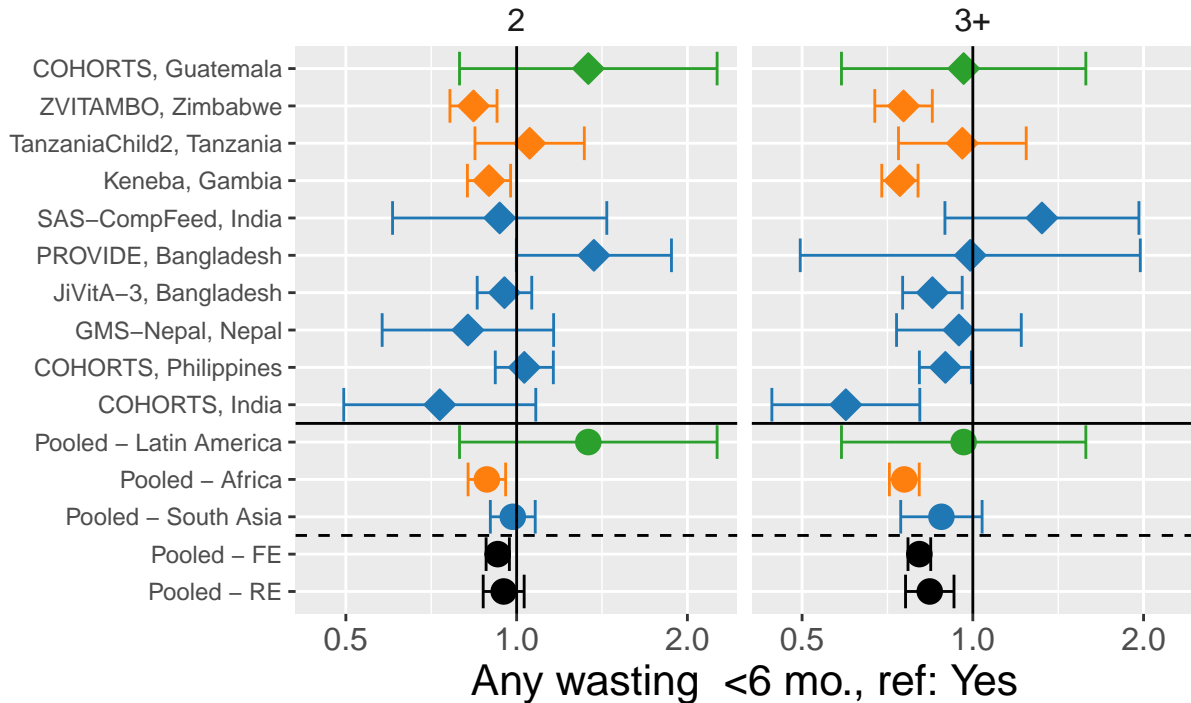 2 3+
COHORTS, Guatemala
ZVITAMBO, Zimbabwe
TanzaniaChild2, Tanzania
Keneba, Gambia
SAS−CompFeed, India
PROVIDE, Bangladesh
JiVitA−3, Bangladesh
GMS−Nepal, Nepal
COHORTS, Philippines
COHORTS, India
Pooled − Latin America
Pooled − Africa
Pooled − South Asia
Pooled − FE
Pooled − RE
0.5 1.0 2.0 0.5 1.0 2.0
Any wasting <6 mo., ref: Yes